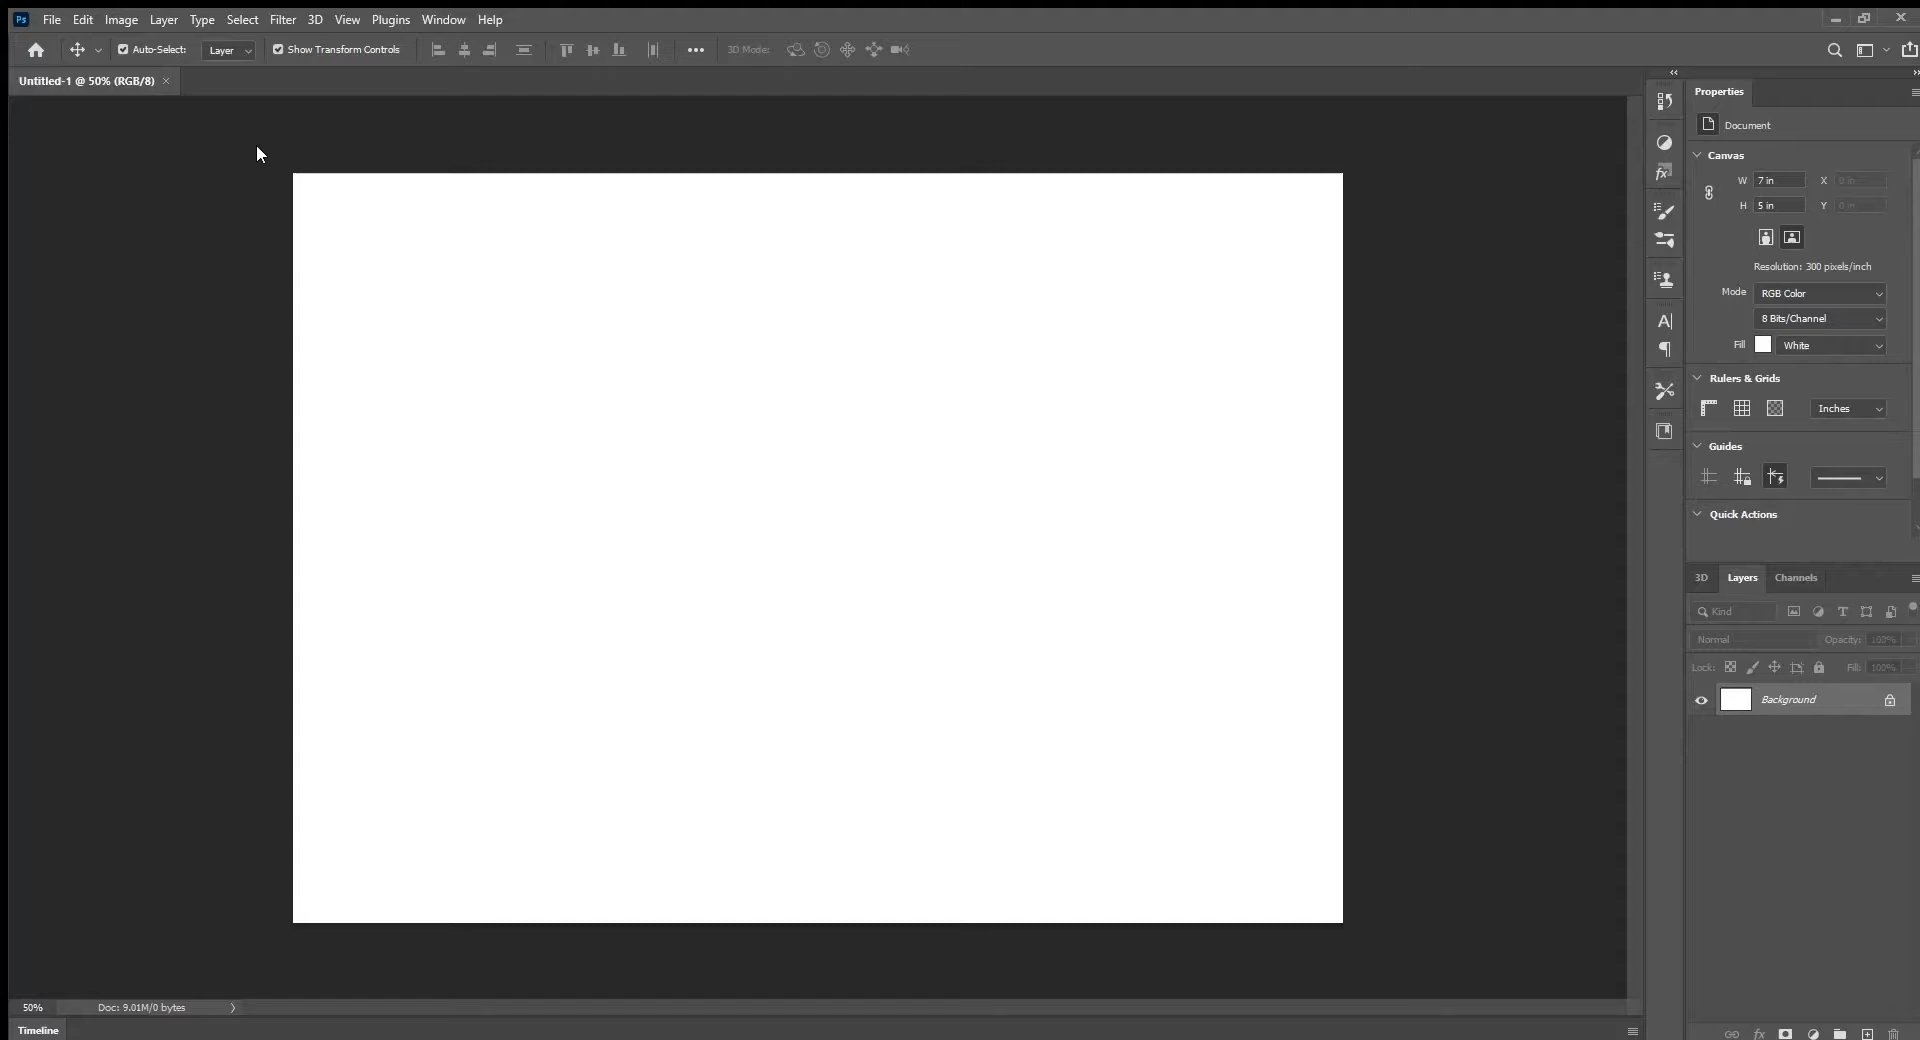 Ps File Edit Image Layer Type Select Filter 3D View Plugins Window Help
Auto-Select: Layer Show Transform Controls 3D Mode:
Untitled-1 @ 50% (RGB/8)
Properties
Document
Canvas
W 7 in X 0 in
H 5 in Y 0 in
Resolution: 300 pixels/inch
Mode RGB Color
8 Bits/Channel
Fill White
Rulers & Grids
Inches
Guides
Quick Actions
3D Layers Channels
Kind
Normal Opacity: 100%
Lock: Fill: 100%
Background
50% Doc: 9.01M/0 bytes
Timeline